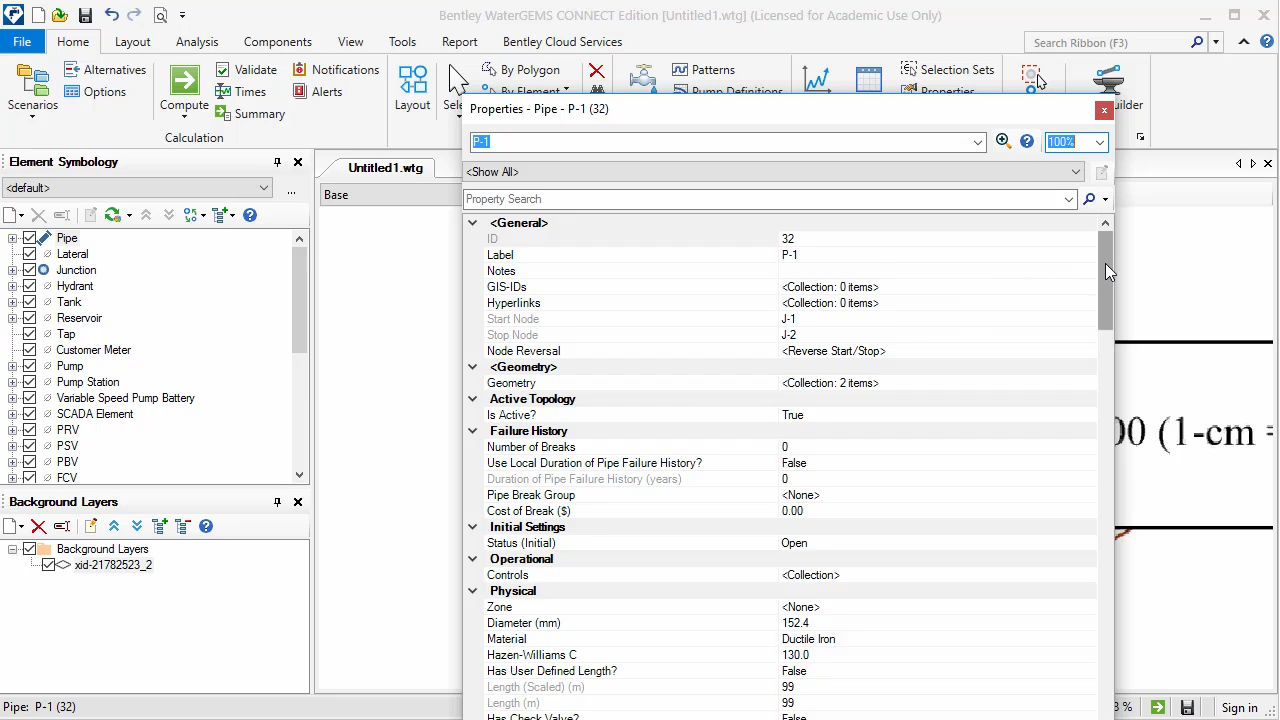 Bentley WaterGEMS CONNECT Edition [Untitled1.wtg] (Licensed for Academic Use Only)
File Home Layout Analysis Components View Tools Report Bentley Cloud Services Search Ribbon (F3)
Scenarios Alternatives Options Compute Validate Times Summary Notifications Alerts Layout By Polygon Patterns Selection Sets
Calculation
Properties - Pipe - P-1 (32)
P-1 100%
<Show All>
Property Search
<General>
ID 32
Label P-1
Notes
GIS-IDs <Collection: 0 items>
Hyperlinks <Collection: 0 items>
Start Node J-1
Stop Node J-2
Node Reversal <Reverse Start/Stop>
<Geometry>
Geometry <Collection: 2 items>
Active Topology
Is Active? True
Failure History
Number of Breaks 0
Use Local Duration of Pipe Failure History? False
Duration of Pipe Failure History (years) 0
Pipe Break Group <None>
Cost of Break ($) 0.00
Initial Settings
Status (Initial) Open
Operational
Controls <Collection>
Physical
Zone <None>
Diameter (mm) 152.4
Material Ductile Iron
Hazen-Williams C 130.0
Has User Defined Length? False
Length (Scaled) (m) 99
Length (m) 99
Has Check Valve? False
Element Symbology
<default> ...
Pipe
Lateral
Junction
Hydrant
Tank
Reservoir
Tap
Customer Meter
Pump
Pump Station
Variable Speed Pump Battery
SCADA Element
PRV
PSV
PBV
FCV
Background Layers
Background Layers
xid-21782523_2
Untitled1.wtg
Base
00 (1-cm =
Pipe: P-1 (32)
Sign in